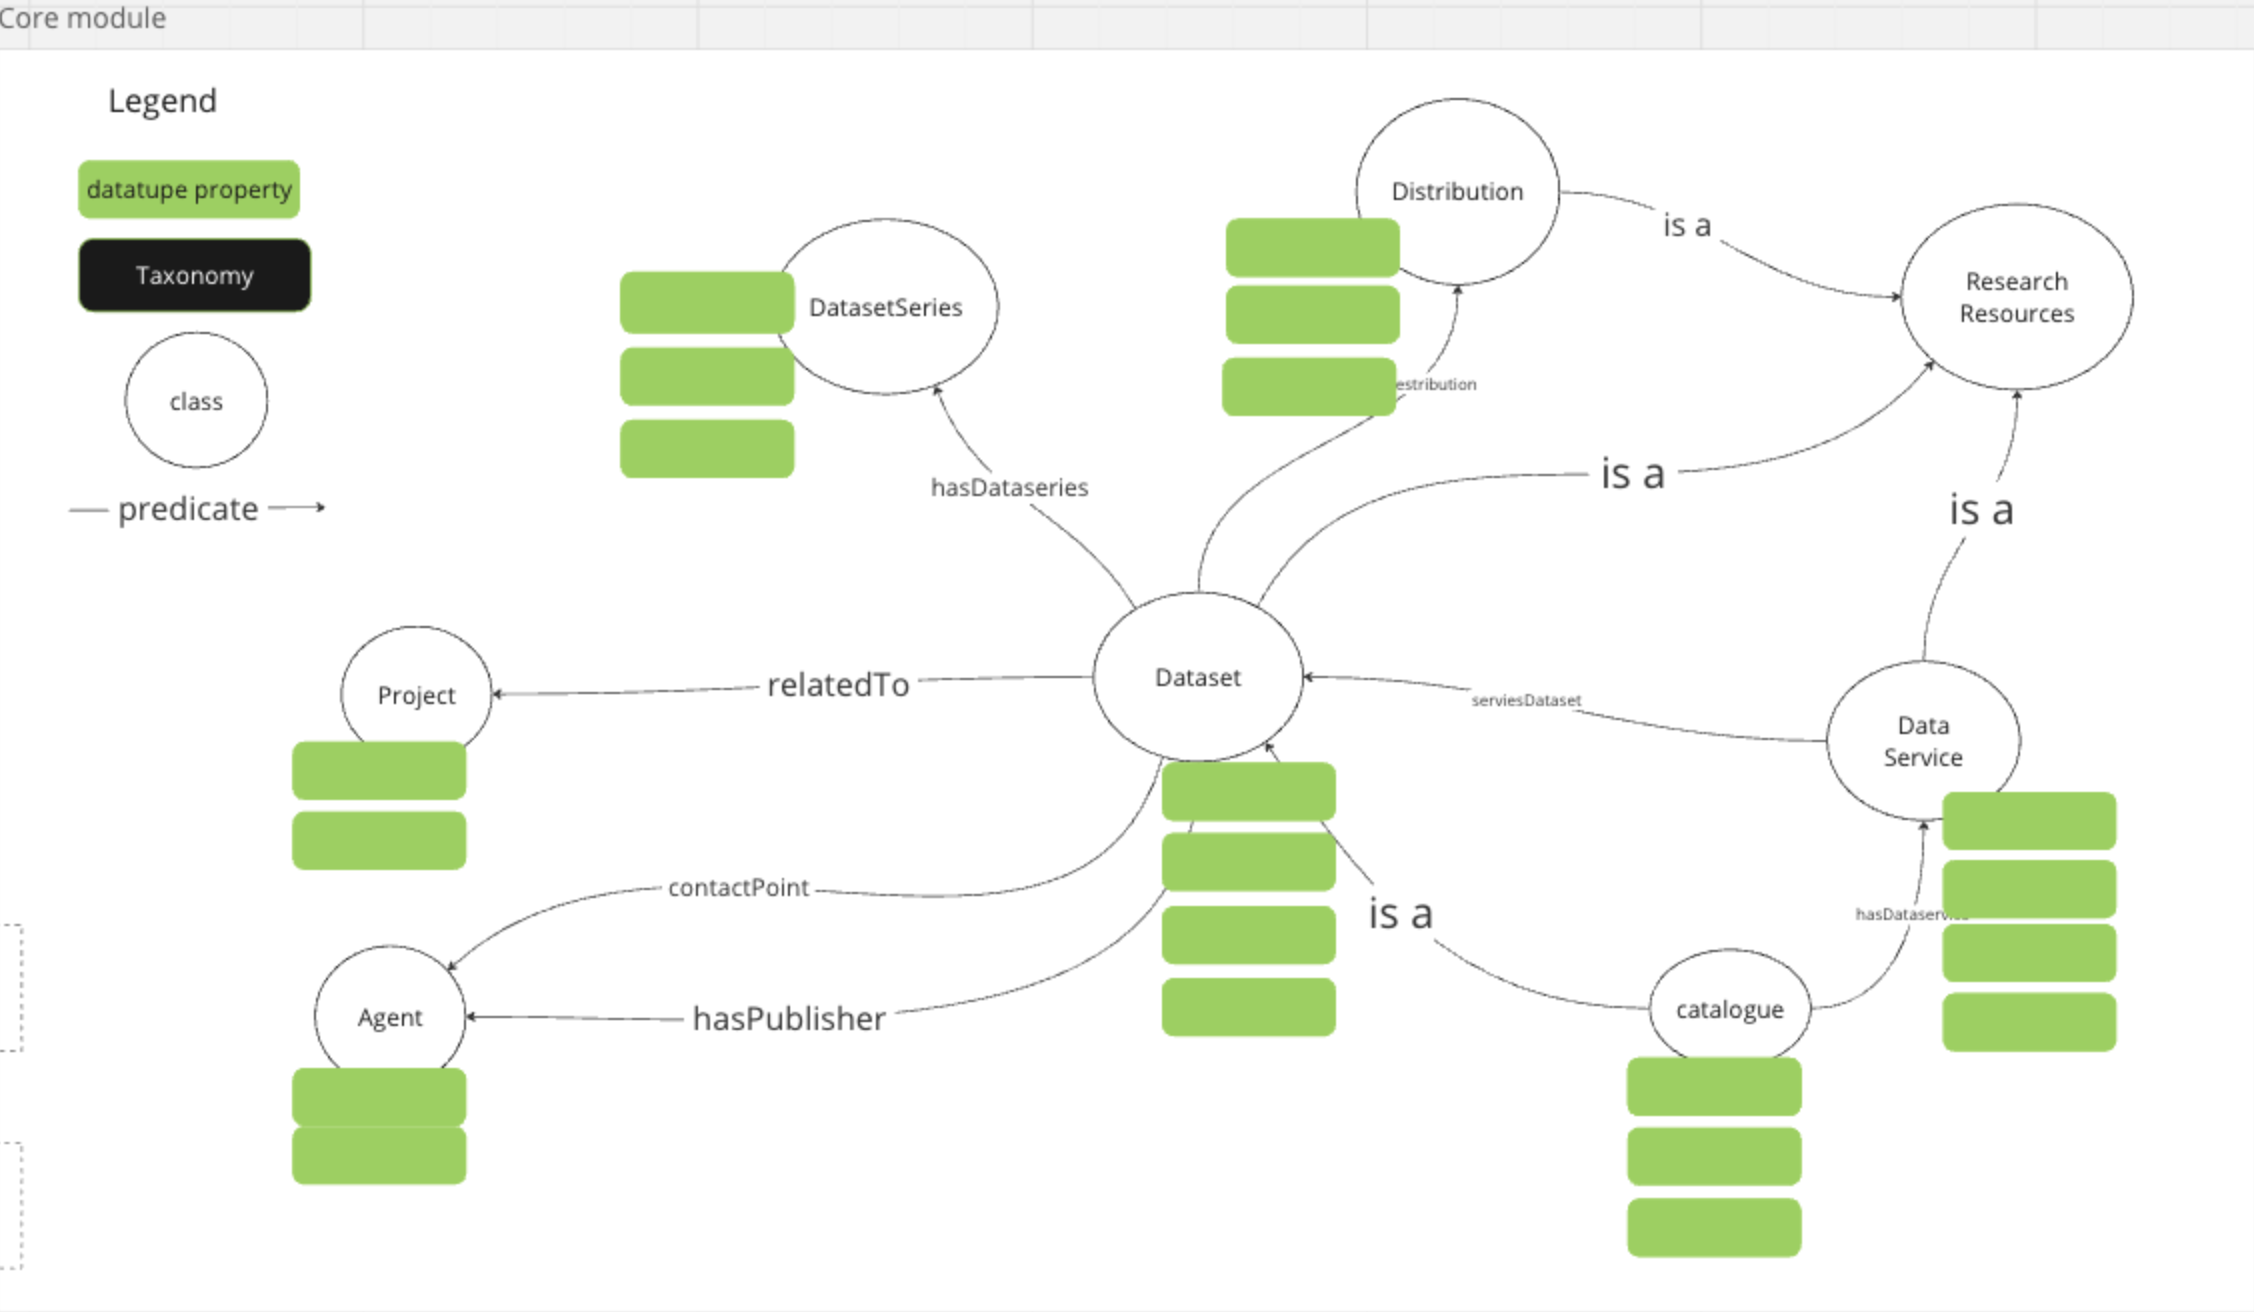 Core module
Legend
datatupe property
Taxonomy
class
predicate
Distribution
is a
Research
Resources
DatasetSeries
estribution
hasDataseries
is a
is a
Project
relatedTo
Dataset
serviesDataset
Data
Service
contactPoint
is a
hasDataservice
catalogue
Agent
hasPublisher